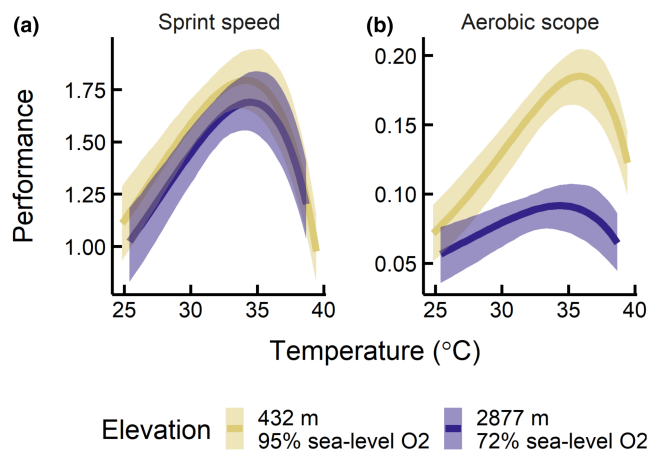 (a) Sprint speed
(b) Aerobic scope
Performance
1.75
1.50
1.25
1.00
25 30 35 40
0.20
0.15
0.10
0.05
25 30 35 40
Temperature (°C)
Elevation
432 m
95% sea-level O2
2877 m
72% sea-level O2